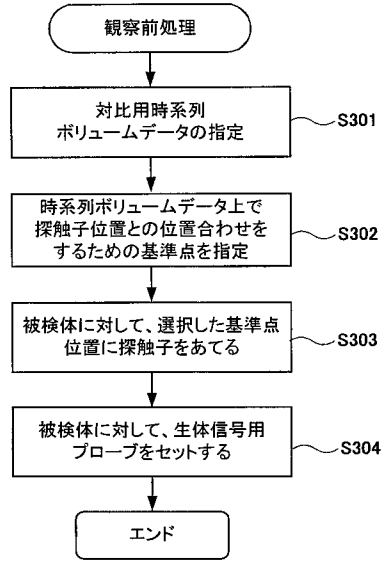 観察前処理
対比用時系列
ボリュームデータの指定
S301
時系列ボリュームデータ上で
探触子位置との位置合わせを
するための基準点を指定
S302
被検体に対して、選択した基準点
位置に探触子をあてる
S303
被検体に対して、生体信号用
プローブをセットする
S304
エンド